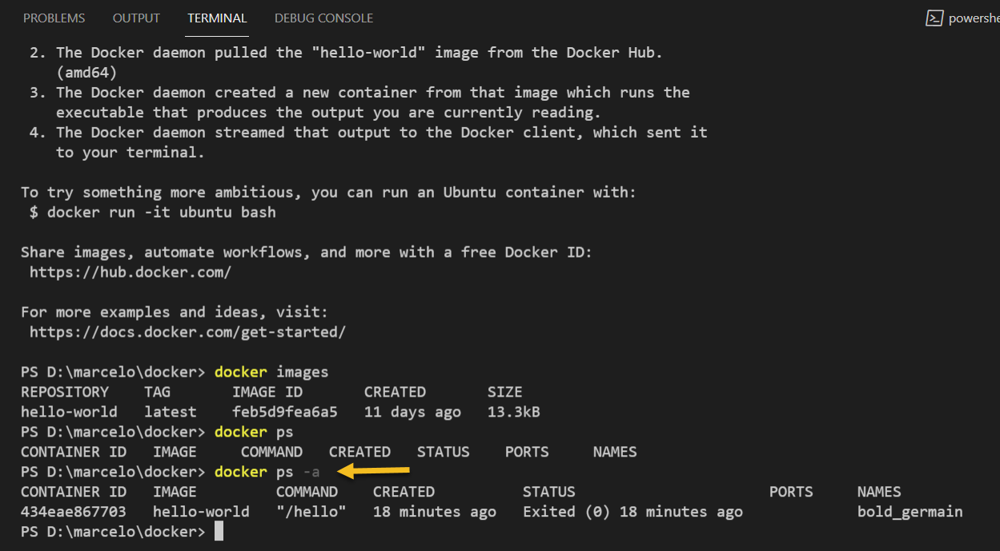 PROBLEMS OUTPUT TERMINAL DEBUG CONSOLE powershe
2. The Docker daemon pulled the "hello-world" image from the Docker Hub.
(amd64)
3. The Docker daemon created a new container from that image which runs the
executable that produces the output you are currently reading.
4. The Docker daemon streamed that output to the Docker client, which sent it
to your terminal.
To try something more ambitious, you can run an Ubuntu container with:
$ docker run -it ubuntu bash
Share images, automate workflows, and more with a free Docker ID:
https://hub.docker.com/
For more examples and ideas, visit:
https://docs.docker.com/get-started/
PS D:\marcelo\docker> docker images
REPOSITORY TAG IMAGE ID CREATED SIZE
hello-world latest feb5d9fea6a5 11 days ago 13.3kB
PS D:\marcelo\docker> docker ps
CONTAINER ID IMAGE COMMAND CREATED STATUS PORTS NAMES
PS D:\marcelo\docker> docker ps -a
CONTAINER ID IMAGE COMMAND CREATED STATUS PORTS NAMES
434eae867703 hello-world "/hello" 18 minutes ago Exited (0) 18 minutes ago bold_germain
PS D:\marcelo\docker>